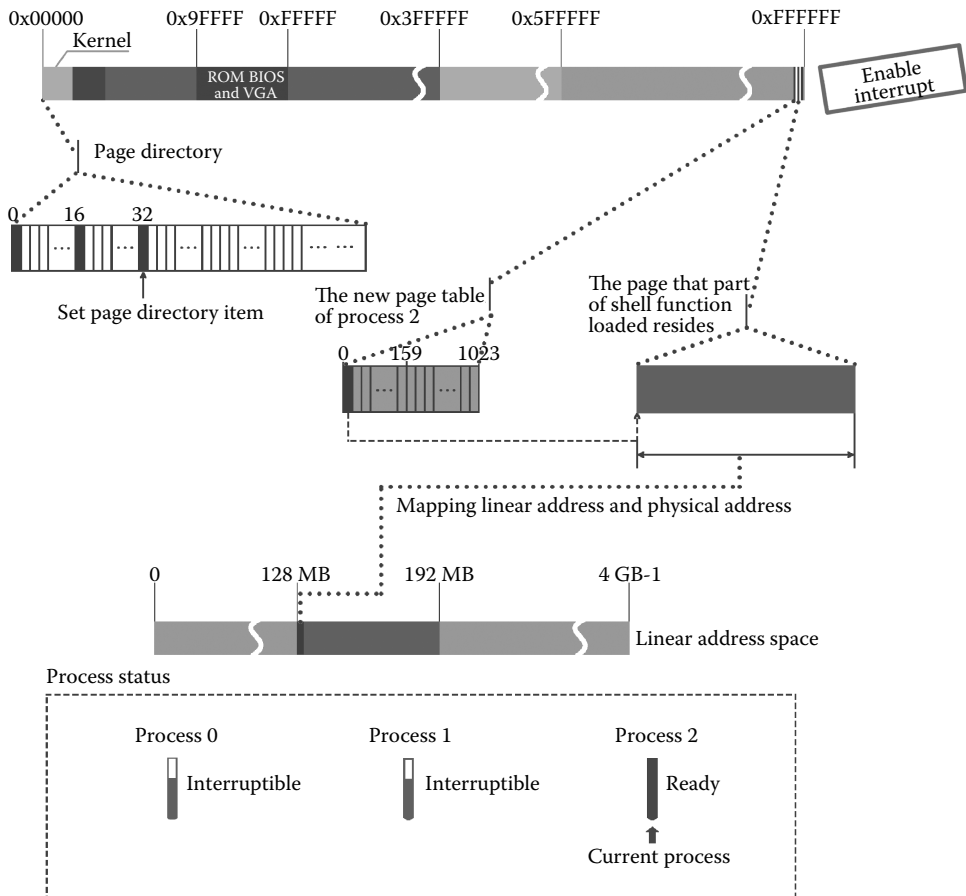 0x00000 0x9FFFF 0xFFFFF 0x3FFFFF 0x5FFFFF 0xFFFFFF
Kernel
ROM BIOS
and VGA
Enable
interrupt
Page directory
0 16 32
... ... ... ... ... ...
Set page directory item
The new page table
of process 2
The page that part
of shell function
loaded resides
0 159 1023
... ...
Mapping linear address and physical address
0 128 MB 192 MB 4 GB-1
Linear address space
Process status
Process 0 Process 1 Process 2
Interruptible Interruptible Ready
Current process